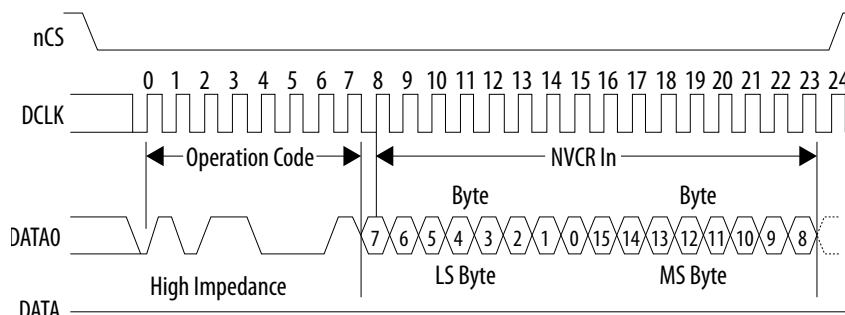 nCS
0 1 2 3 4 5 6 7 8 9 10 11 12 13 14 15 16 17 18 19 20 21 22 23 24
DCLK
Operation Code NVCR In
Byte Byte
DATA0 7 6 5 4 3 2 1 0 15 14 13 12 11 10 9 8
LS Byte MS Byte
High Impedance
DATA